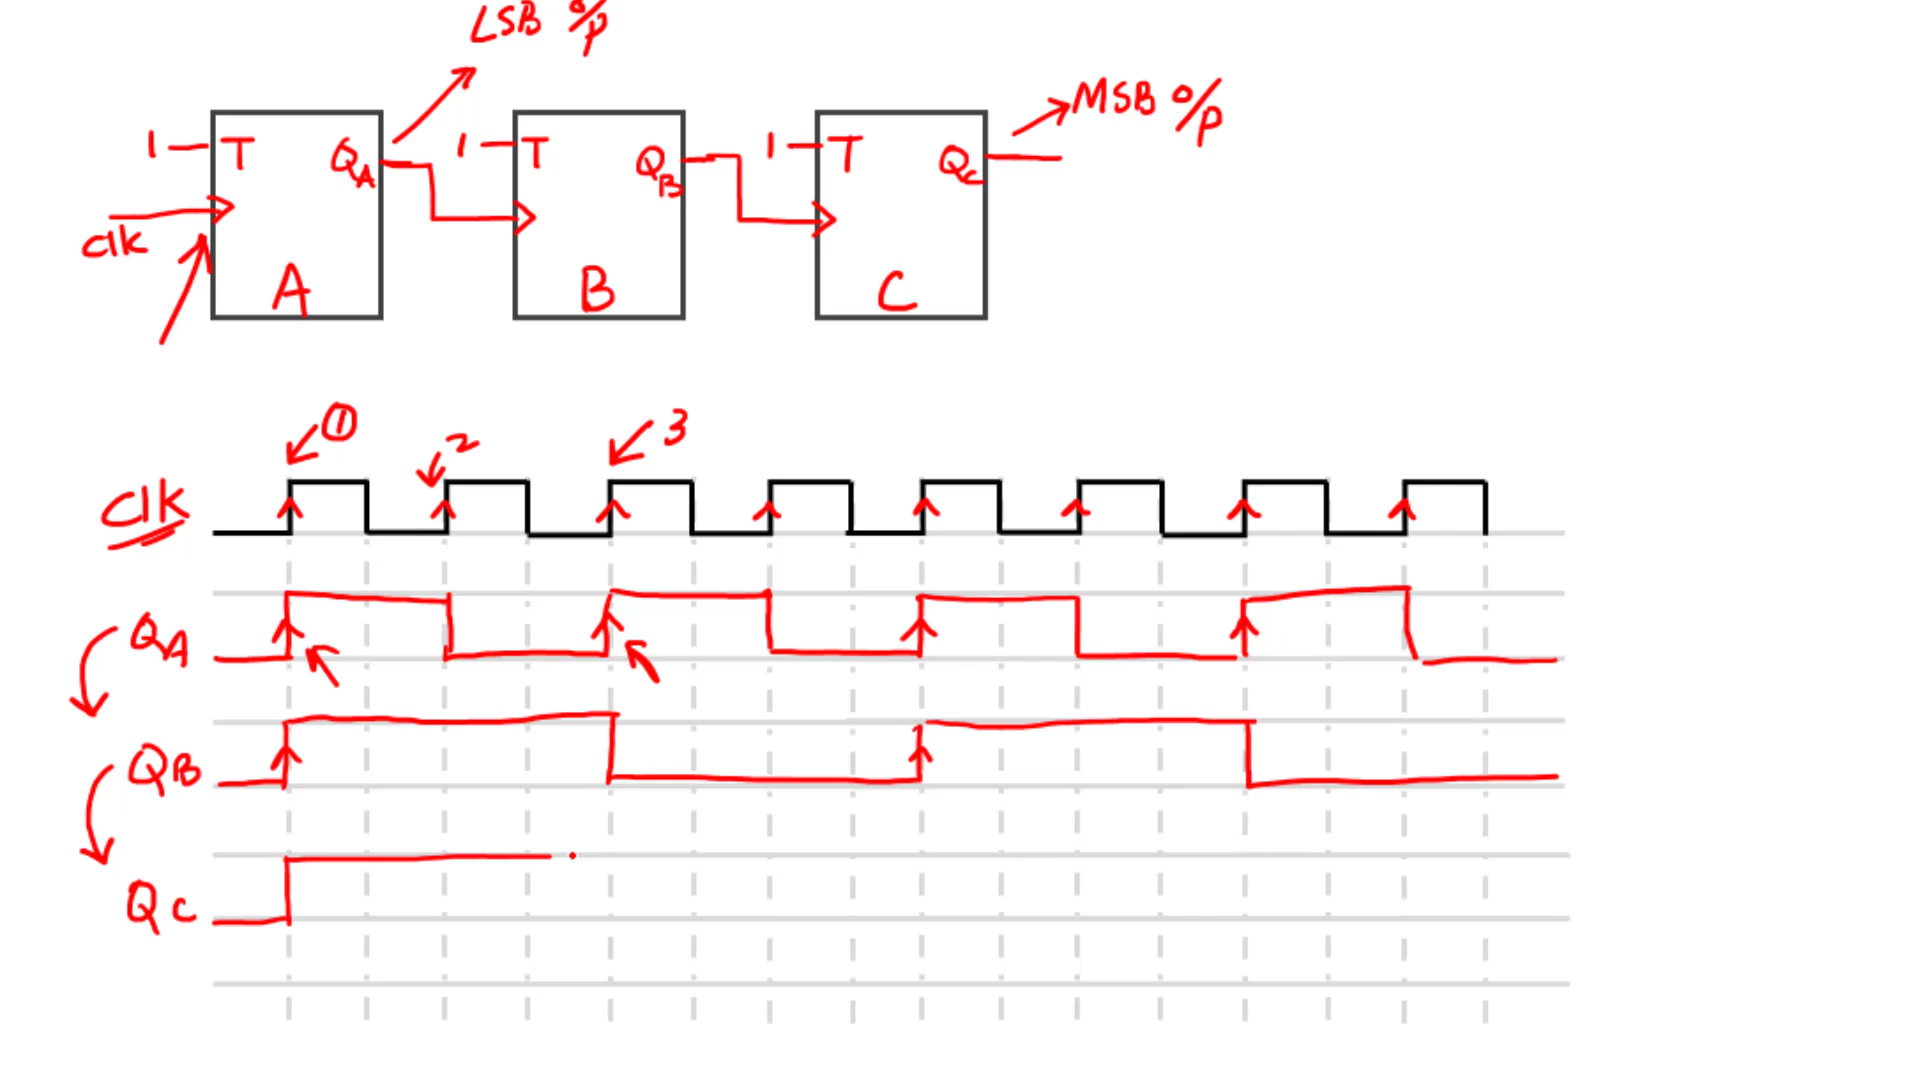 LSB o/p
MSB o/p
1 T QA 1 T QB 1 T QC
Clk
A B C
1 2 3
Clk
QA
QB
QC